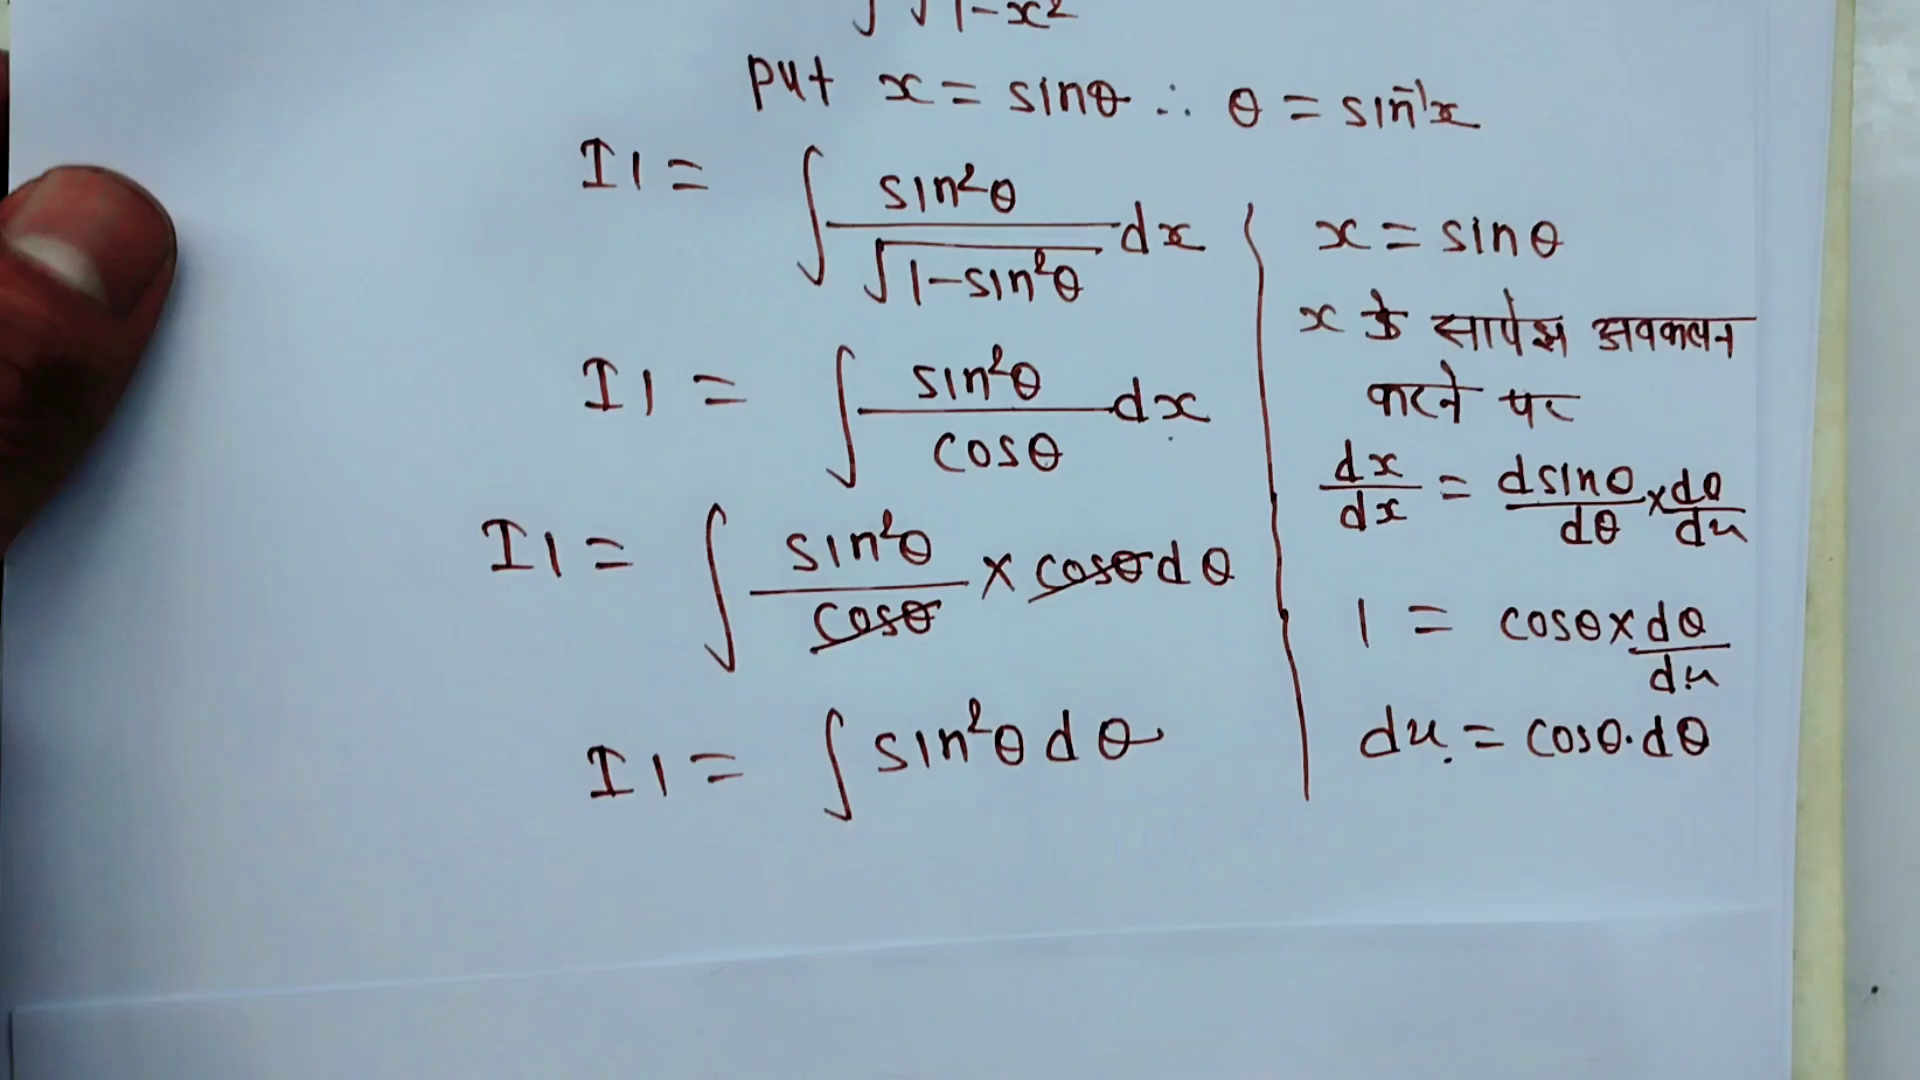 ∫ √1-x²
put x = sinθ ∴ θ = sin⁻¹x
I1 = ∫ sin²θ / √1-sin²θ dx
I1 = ∫ sin²θ / cosθ dx
I1 = ∫ sin²θ / cosθ × cosθ dθ
I1 = ∫ sin²θ dθ
x = sinθ
x के सापेक्ष अवकलन
करने पर
dx/dx = dsinθ/dθ × dθ/dx
1 = cosθ × dθ/dx
dx = cosθ·dθ